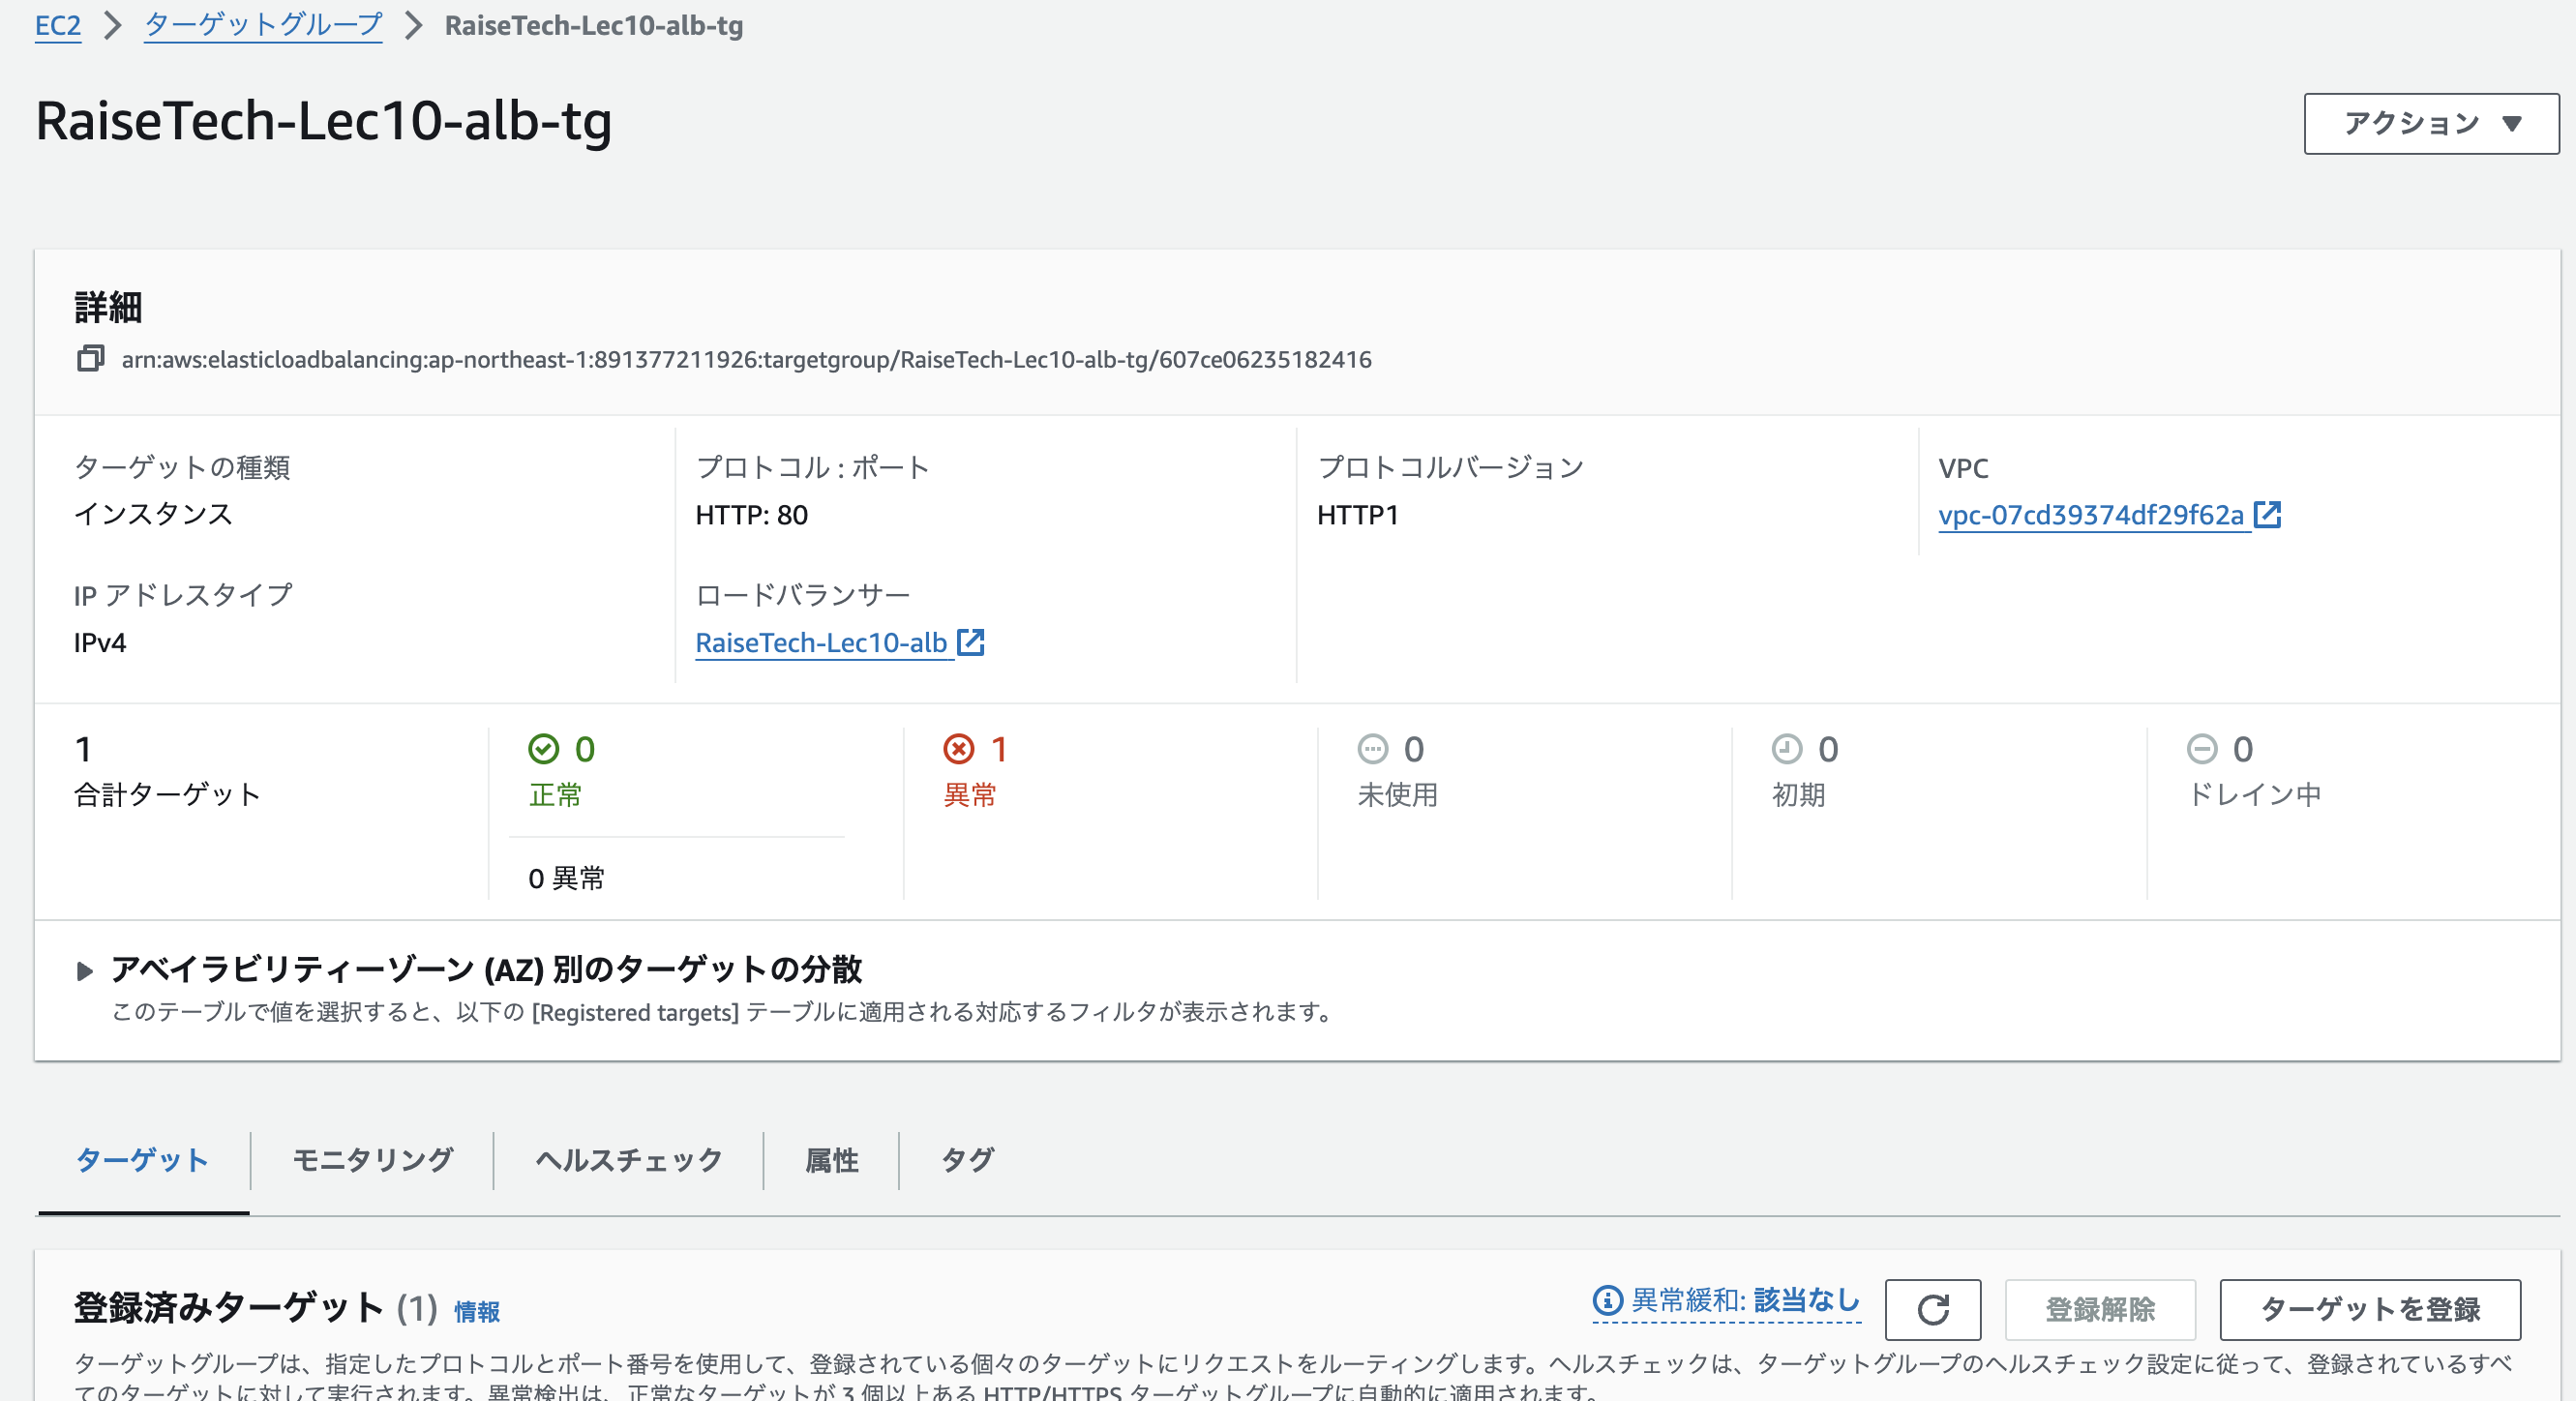 EC2 > ターゲットグループ > RaiseTech-Lec10-alb-tg
RaiseTech-Lec10-alb-tg
アクション
詳細
arn:aws:elasticloadbalancing:ap-northeast-1:891377211926:targetgroup/RaiseTech-Lec10-alb-tg/607ce06235182416
ターゲットの種類
インスタンス
プロトコル : ポート
HTTP: 80
プロトコルバージョン
HTTP1
VPC
vpc-07cd39374df29f62a
IP アドレスタイプ
IPv4
ロードバランサー
RaiseTech-Lec10-alb
1
合計ターゲット
0
正常
0 異常
1
異常
0
未使用
0
初期
0
ドレイン中
アベイラビリティーゾーン (AZ) 別のターゲットの分散
このテーブルで値を選択すると、以下の [Registered targets] テーブルに適用される対応するフィルタが表示されます。
ターゲット
モニタリング
ヘルスチェック
属性
タグ
登録済みターゲット (1) 情報
異常緩和: 該当なし
登録解除
ターゲットを登録
ターゲットグループは、指定したプロトコルとポート番号を使用して、登録されている個々のターゲットにリクエストをルーティングします。ヘルスチェックは、ターゲットグループのヘルスチェック設定に従って、登録されているすべ
てのターゲットに対して実行されます。異常検出は、正常なターゲットが 3 個以上ある HTTP/HTTPS ターゲットグループに自動的に適用されます。